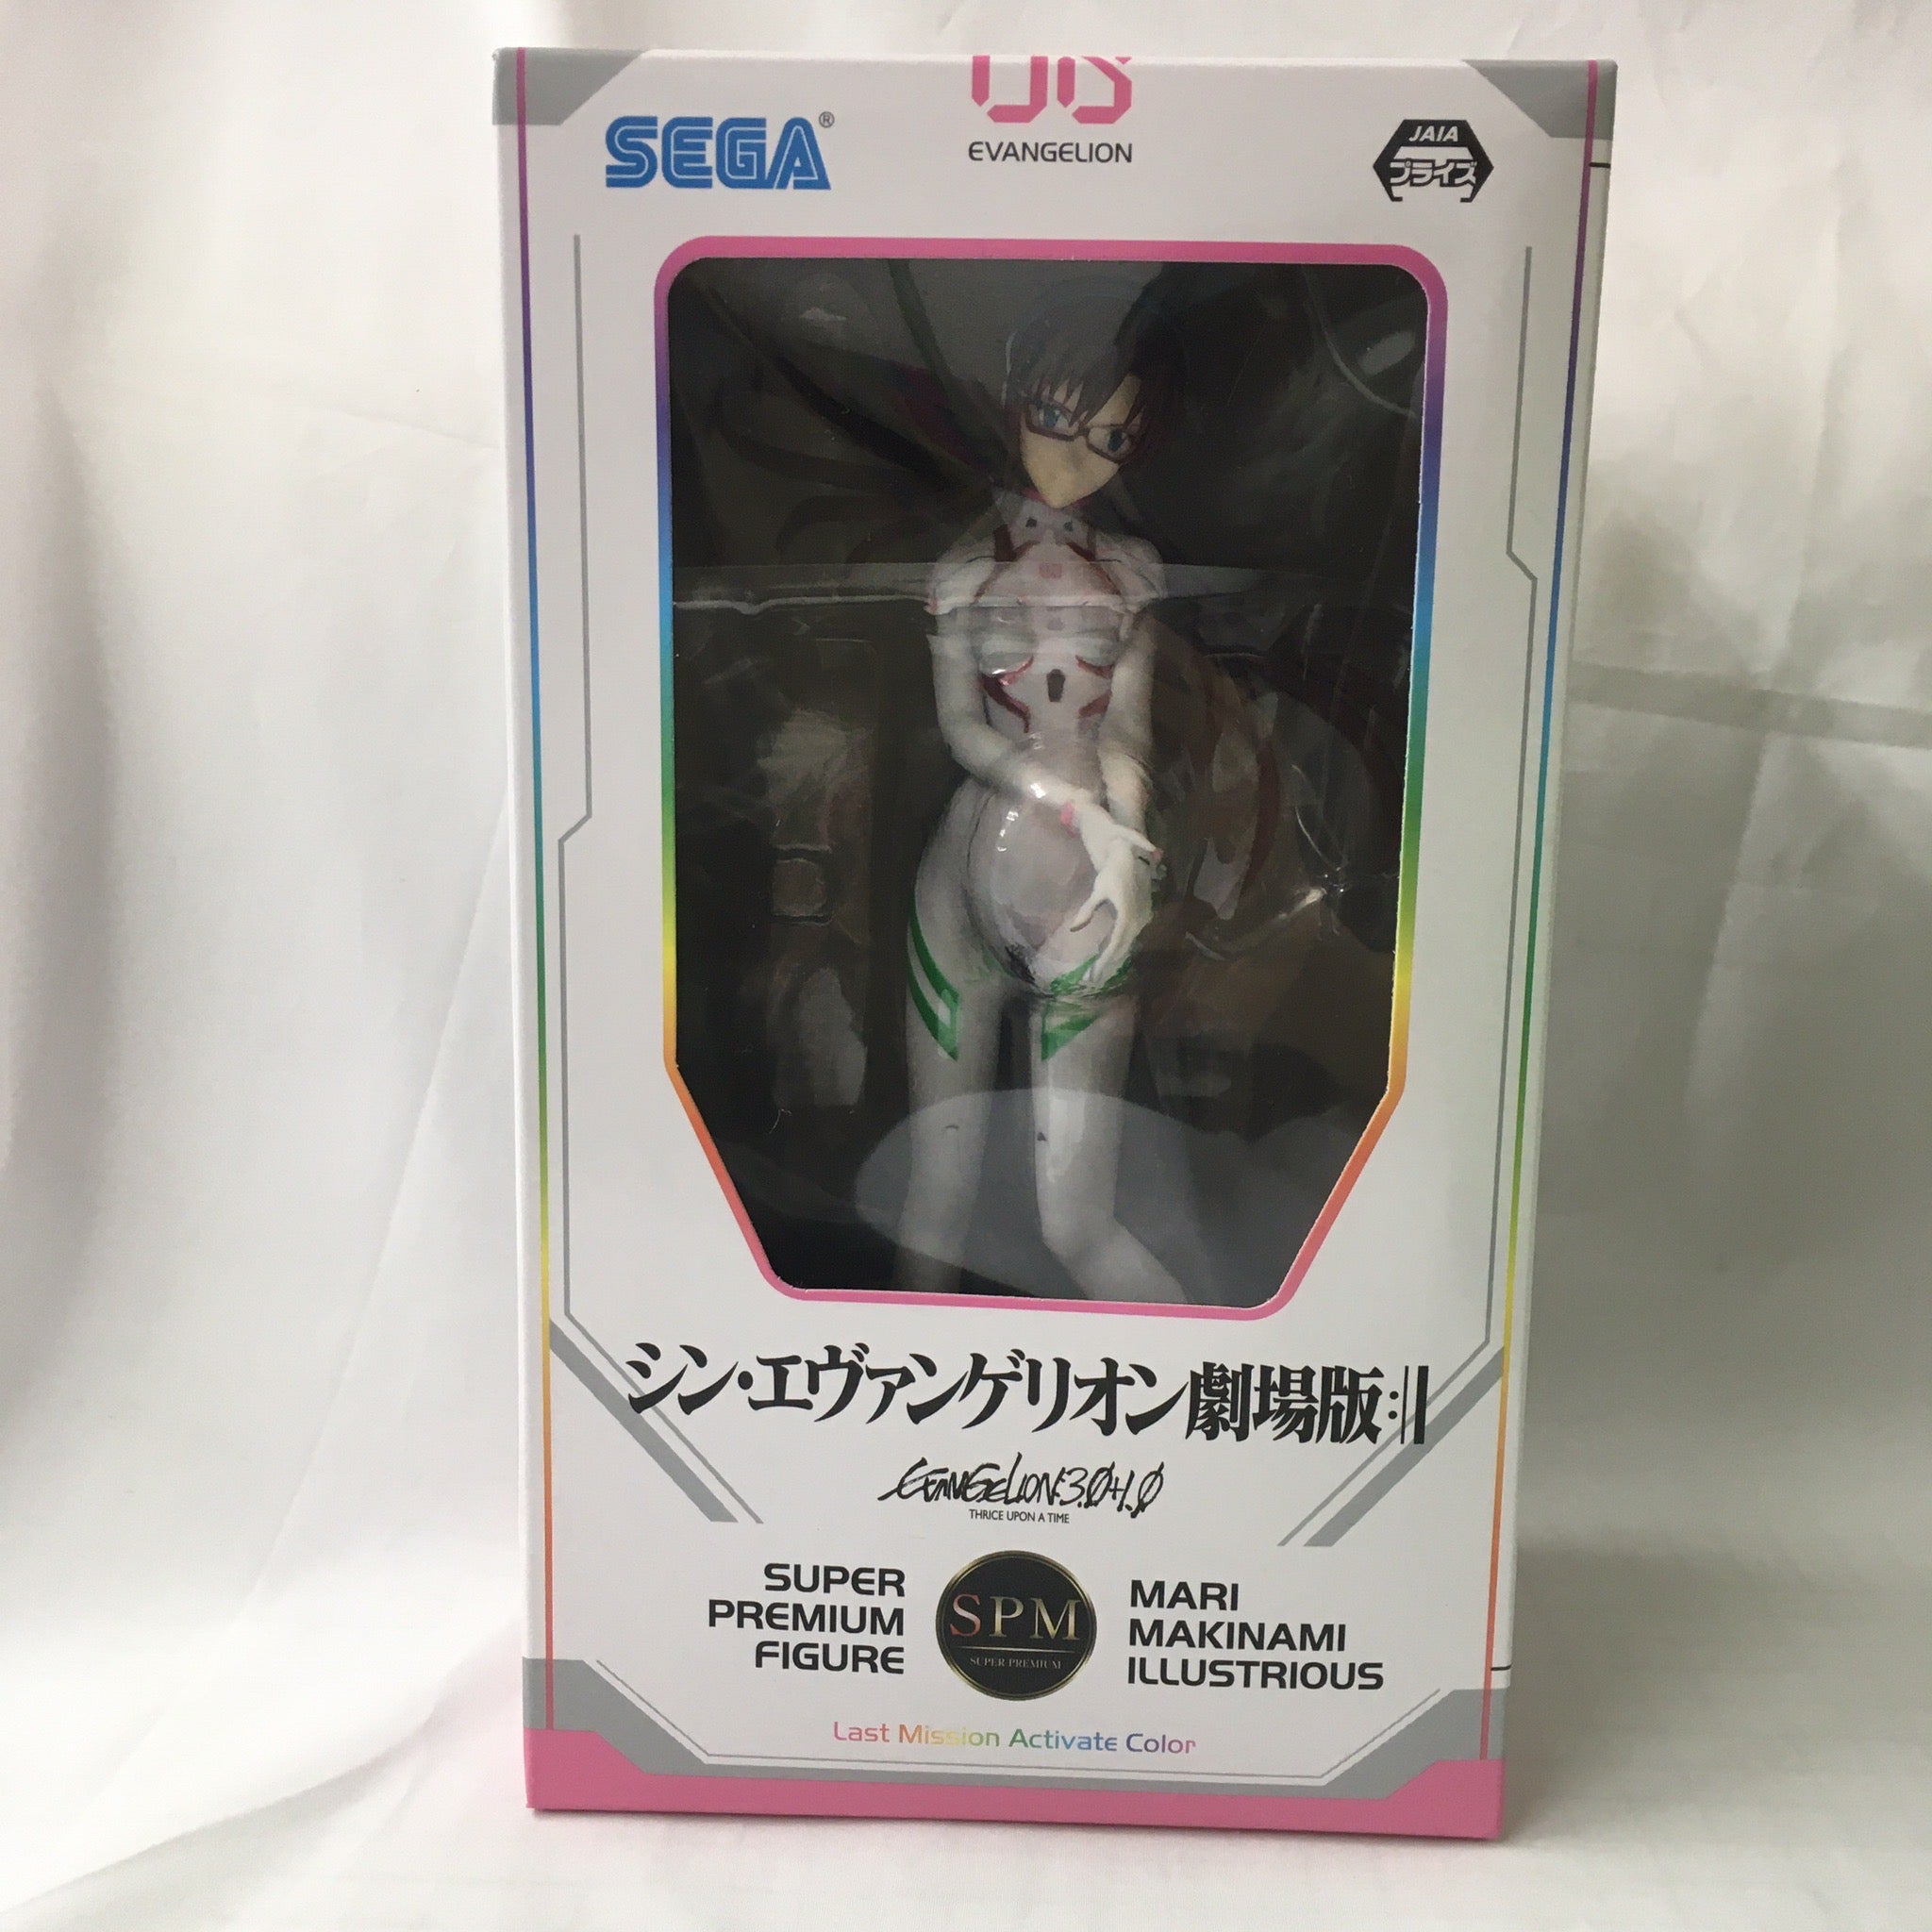 SEGA®
08
EVANGELION
JAIA
プライズ
シン・エヴァンゲリオン劇場版:||
EVANGELION:3.0+1.0
THRICE UPON A TIME
SUPER
PREMIUM
FIGURE
SPM
SUPER PREMIUM
MARI
MAKINAMI
ILLUSTRIOUS
Last Mission Activate Color